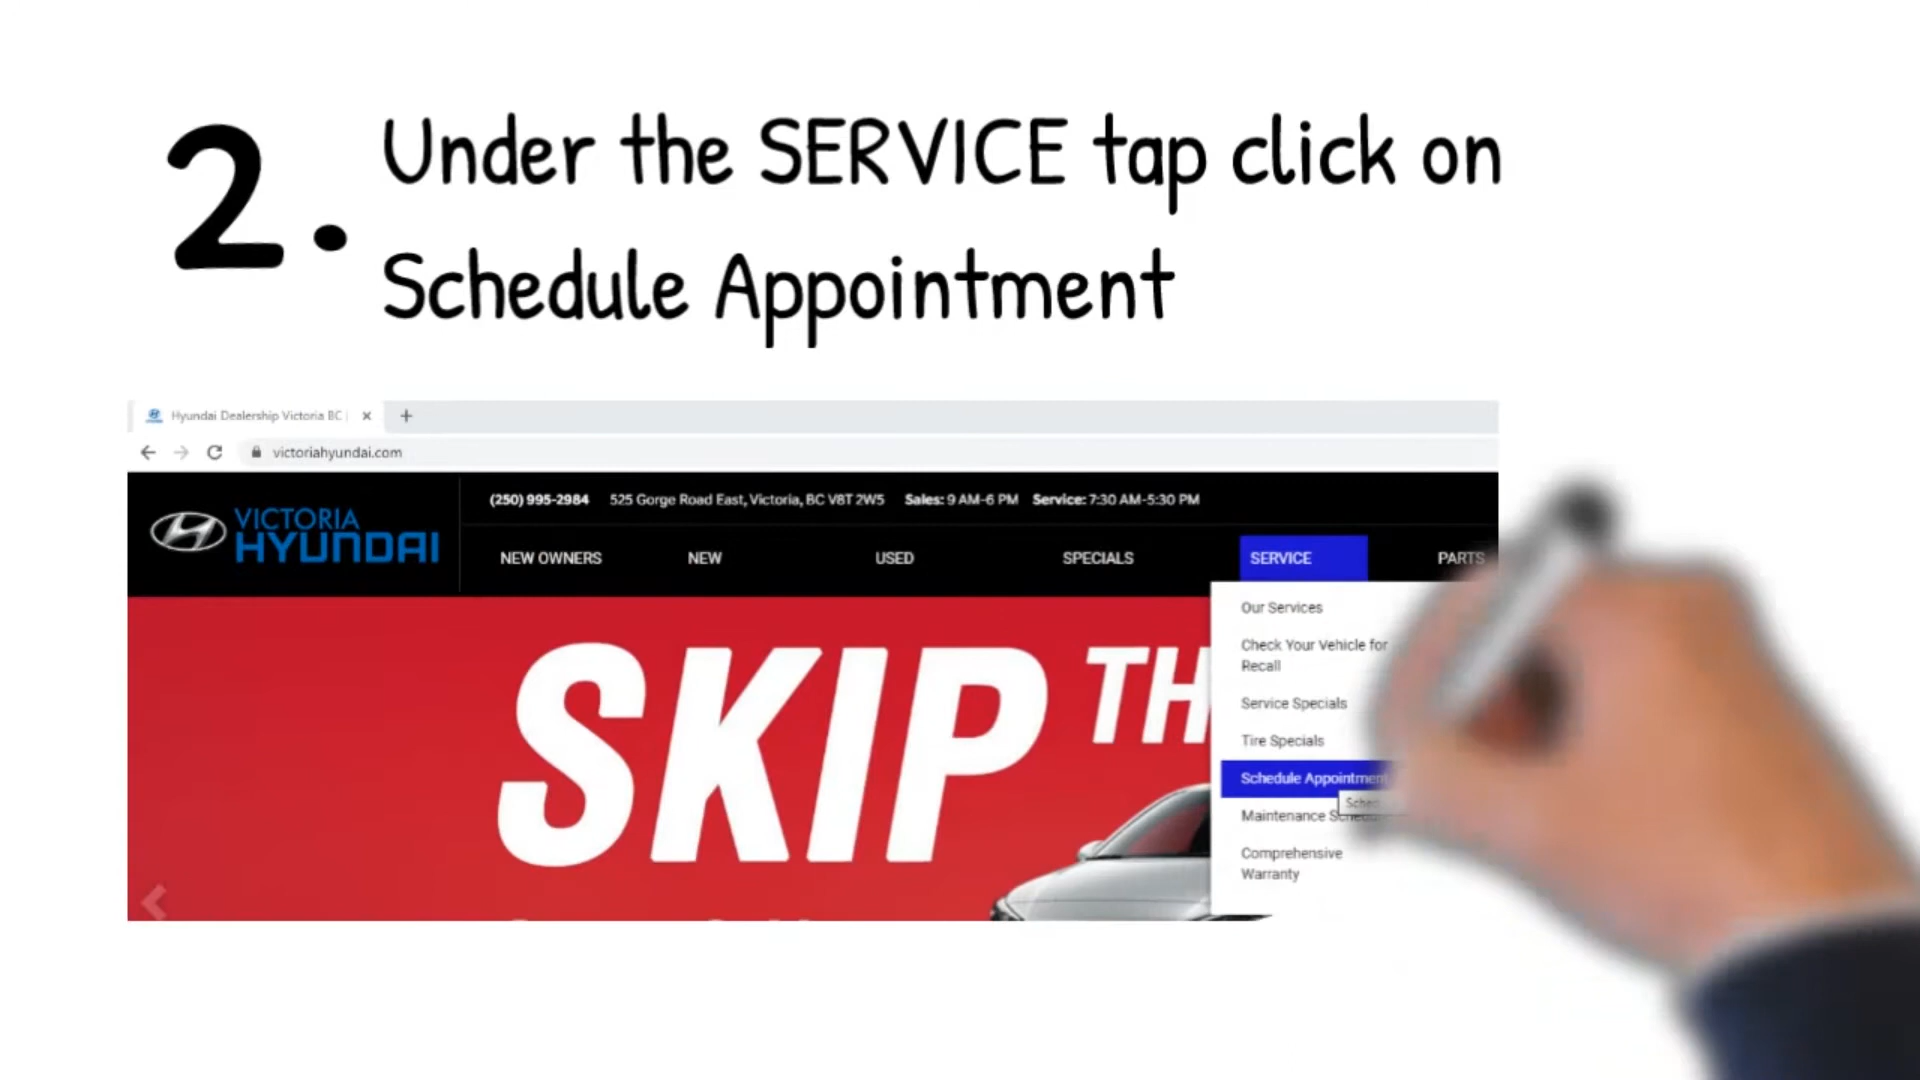 2. Under the SERVICE tap click on
Schedule Appointment
Hyundai Dealership Victoria BC
victoriahyundai.com
(250) 995-2984 525 Gorge Road East, Victoria, BC V8T 2W5 Sales: 9 AM-6 PM Service: 7:30 AM-5:30 PM
VICTORIA
HYUNDAI
NEW OWNERS NEW USED SPECIALS SERVICE PARTS
SKIP TH
Our Services
Check Your Vehicle for
Recall
Service Specials
Tire Specials
Schedule Appointment
Maintenance
Comprehensive
Warranty